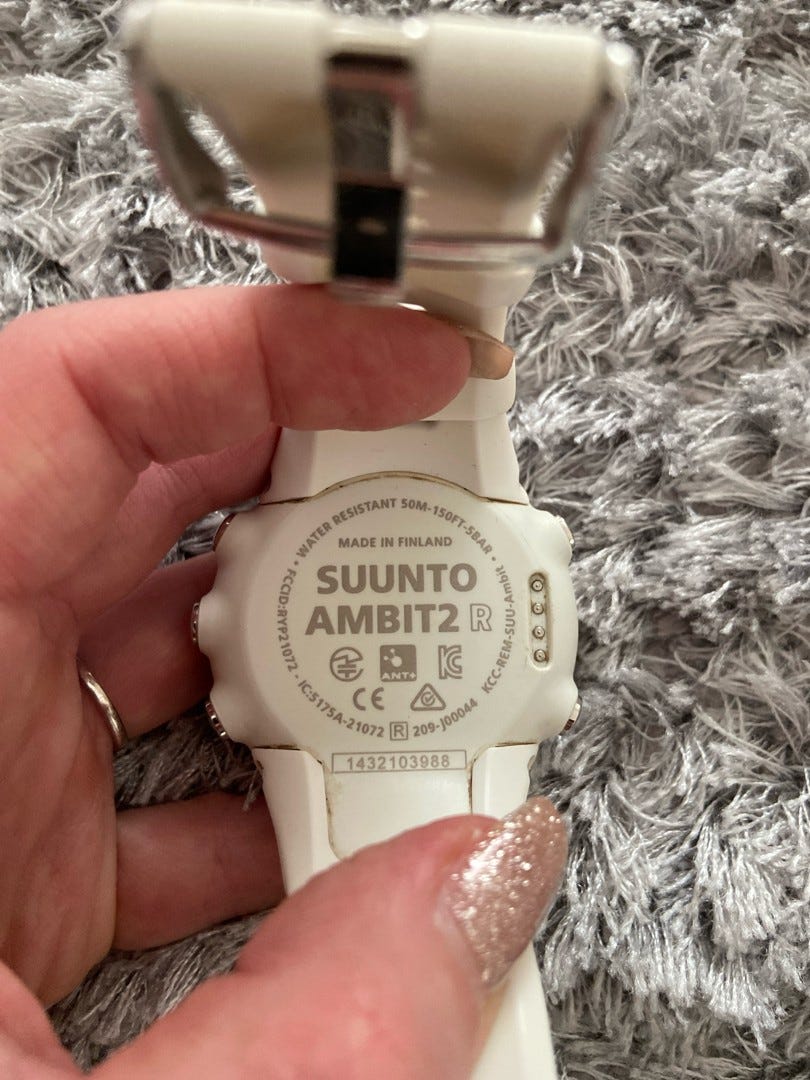 • WATER RESISTANT 50M-150FT-5BAR •
MADE IN FINLAND
SUUNTO
AMBIT2 R
ANT+
CE
KCC-REM-SUU-Ambit
FCCID:RYP21072 - IC:5175A-21072 R 209-J00044
1432103988